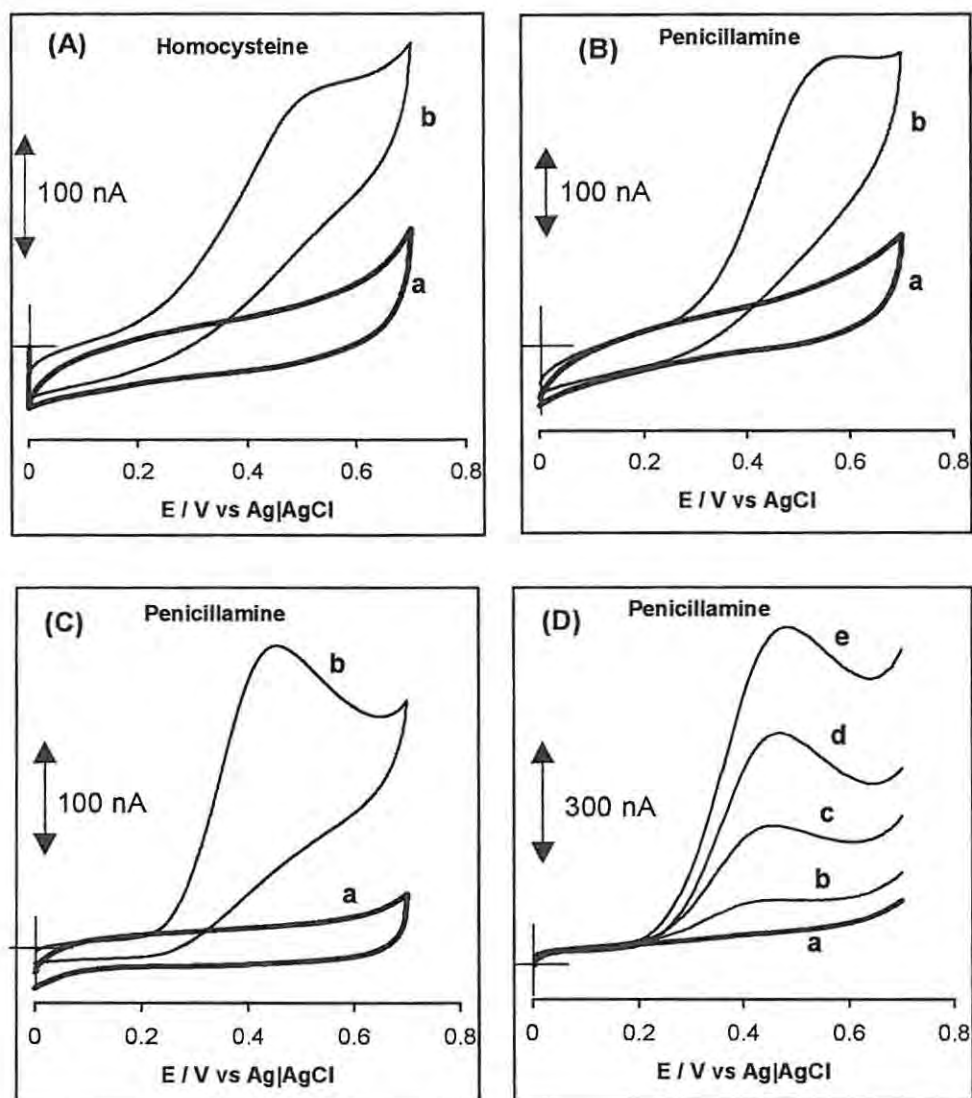 (A) Homocysteine
b
100 nA
a
0 0.2 0.4 0.6 0.8
E / V vs Ag|AgCl
(B) Penicillamine
b
100 nA
a
0 0.2 0.4 0.6 0.8
E / V vs Ag|AgCl
(C) Penicillamine
b
100 nA
a
0 0.2 0.4 0.6 0.8
E / V vs Ag|AgCl
(D) Penicillamine
e
d
300 nA
c
b
a
0 0.2 0.4 0.6 0.8
E / V vs Ag|AgCl